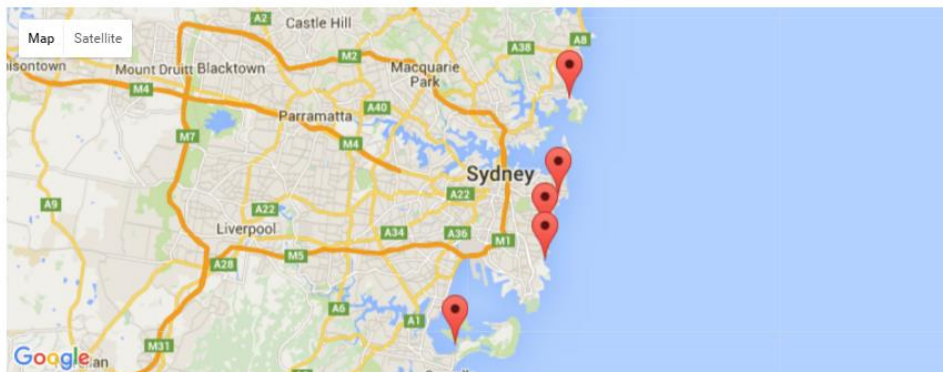 A2
Castle Hill
A8
Map
Satellite
A38
M2
Mount Druitt
Blacktown
Macquarie
Park
M4
A40
Parramatta
M7
M4
Sydney
A22
A9
A22
Liverpool
A34
A36
M1
M5
A28
A6
A1
M31
Google